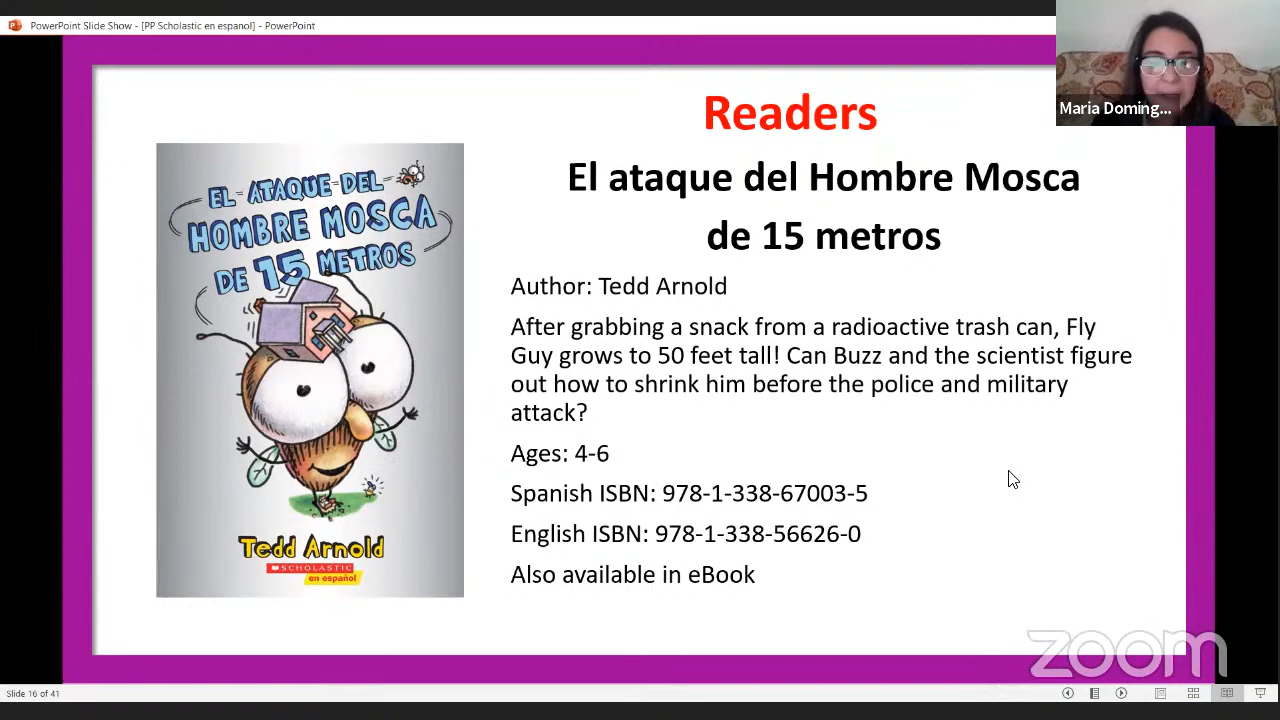 PowerPoint Slide Show - [PP Scholastic en espanol] - PowerPoint
Maria Doming...
Readers
El ataque del Hombre Mosca
de 15 metros
EL ATAQUE DEL
HOMBRE MOSCA
DE 15 METROS
Tedd Arnold
SCHOLASTIC
en español
Author: Tedd Arnold
After grabbing a snack from a radioactive trash can, Fly
Guy grows to 50 feet tall! Can Buzz and the scientist figure
out how to shrink him before the police and military
attack?
Ages: 4-6
Spanish ISBN: 978-1-338-67003-5
English ISBN: 978-1-338-56626-0
Also available in eBook
zoom
Slide 16 of 41